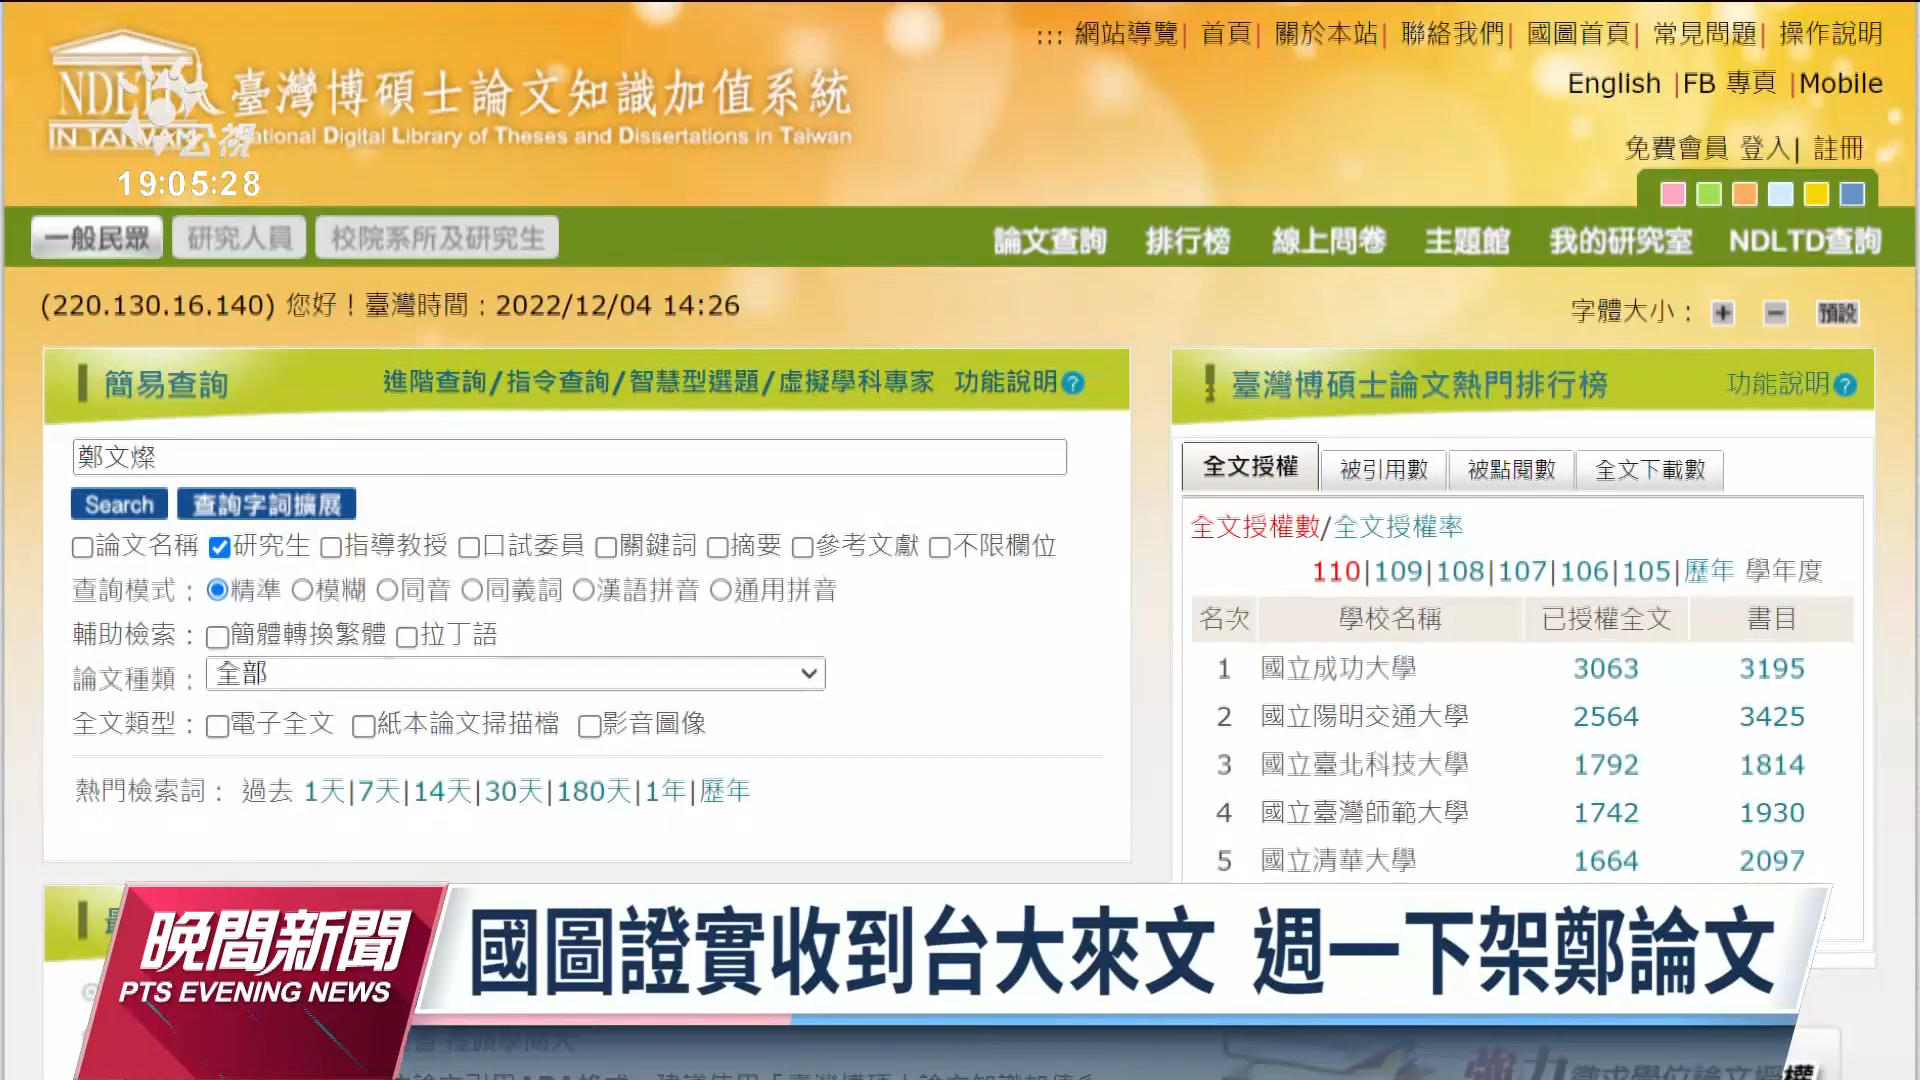 ::: 網站導覽| 首頁| 關於本站| 聯絡我們| 國圖首頁| 常見問題| 操作說明
English |FB 專頁 |Mobile
臺灣博碩士論文知識加值系統
IN TAIWAN National Digital Library of Theses and Dissertations in Taiwan
公視
免費會員 登入| 註冊
19:05:28
一般民眾 研究人員 校院系所及研究生
論文查詢 排行榜 線上問卷 主題館 我的研究室 NDLTD查詢
(220.130.16.140) 您好！臺灣時間：2022/12/04 14:26
字體大小： + − 預設
簡易查詢 進階查詢/指令查詢/智慧型選題/虛擬學科專家 功能說明?
鄭文燦
Search 查詢字詞擴展
論文名稱 研究生 指導教授 口試委員 關鍵詞 摘要 參考文獻 不限欄位
查詢模式： 精準 模糊 同音 同義詞 漢語拼音 通用拼音
輔助檢索： 簡體轉換繁體 拉丁語
論文種類： 全部
全文類型： 電子全文 紙本論文掃描檔 影音圖像
熱門檢索詞： 過去 1天|7天|14天|30天|180天|1年|歷年
臺灣博碩士論文熱門排行榜 功能說明?
全文授權 被引用數 被點閱數 全文下載數
全文授權數/全文授權率
110|109|108|107|106|105|歷年 學年度
名次 學校名稱 已授權全文 書目
1 國立成功大學 3063 3195
2 國立陽明交通大學 2564 3425
3 國立臺北科技大學 1792 1814
4 國立臺灣師範大學 1742 1930
5 國立清華大學 1664 2097
晚間新聞
PTS EVENING NEWS
國圖證實收到台大來文 週一下架鄭論文